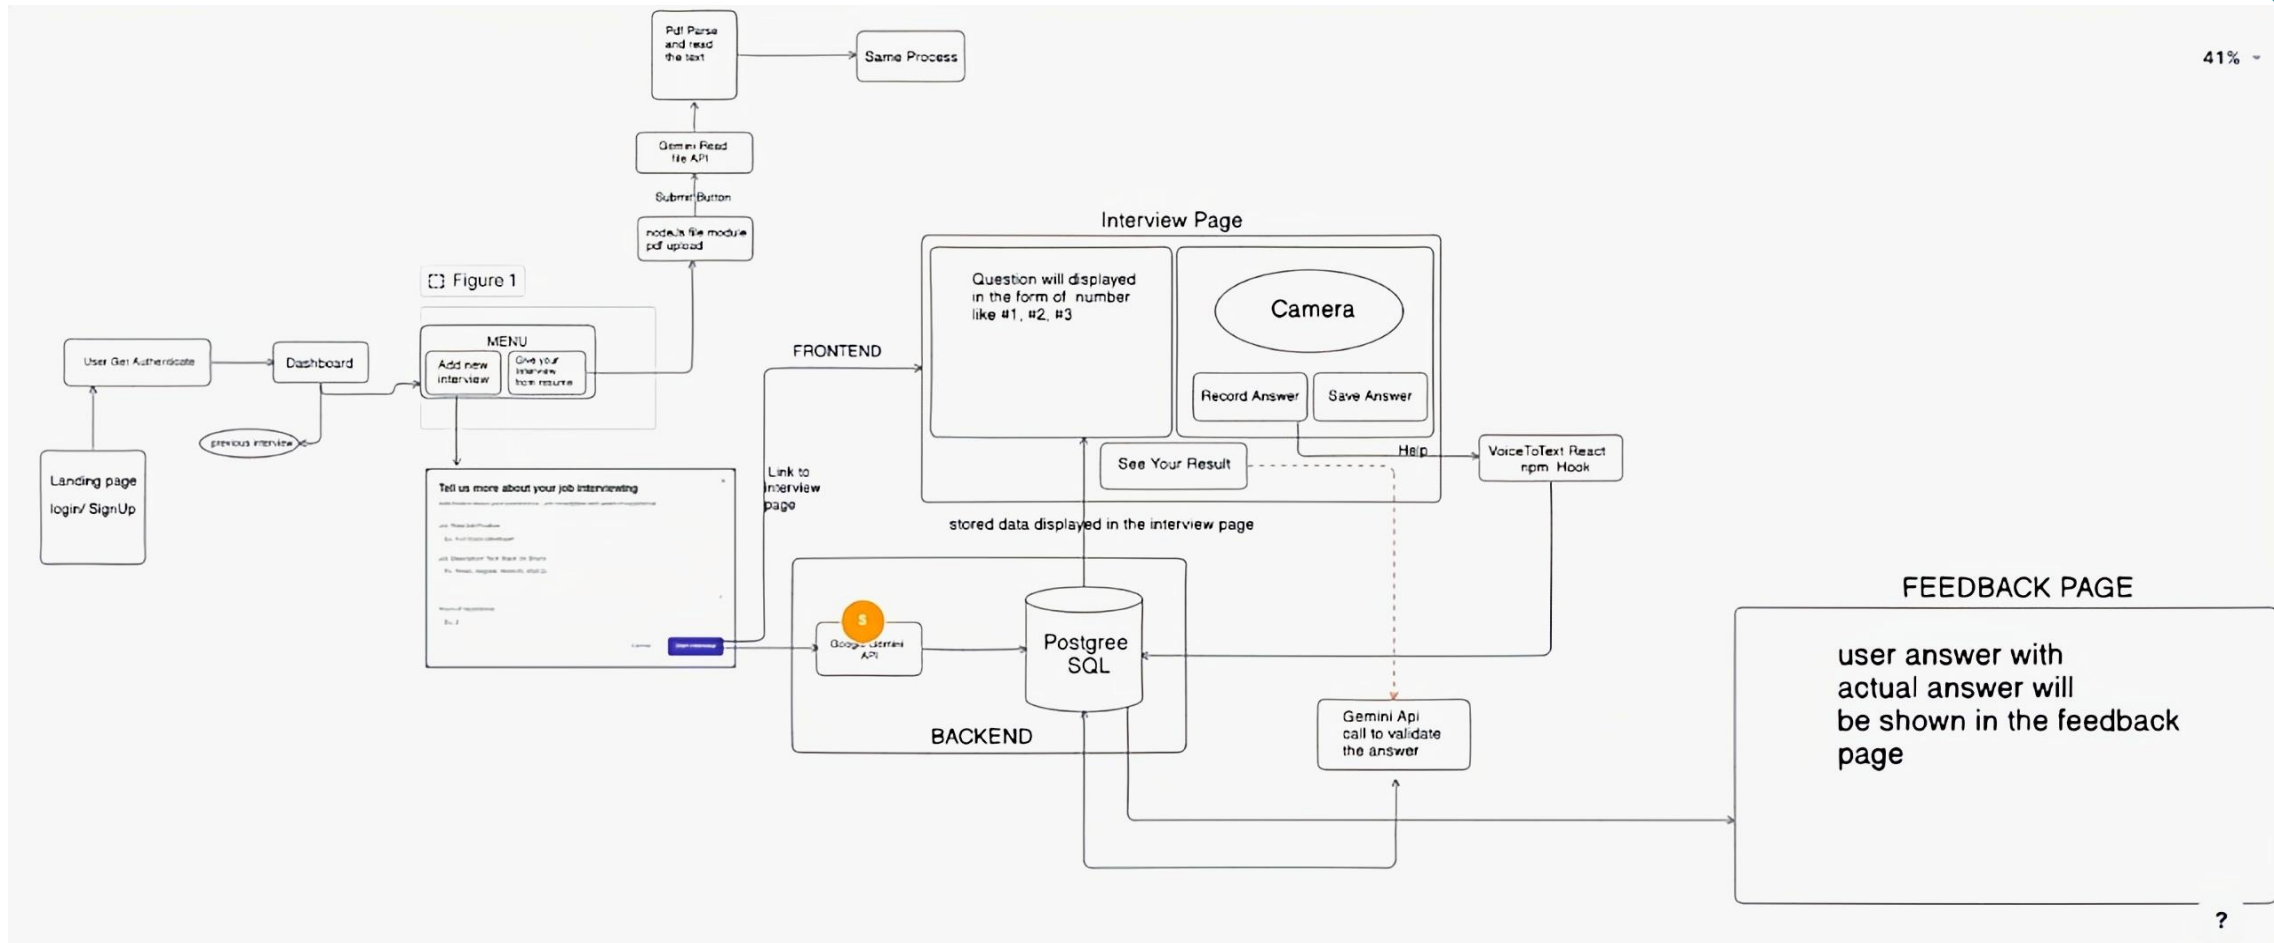 Pdf Parse
and read
the text
Same Process
41%
Gemini Read
file API
Submit Button
nodeJs file module
pdf upload
Interview Page
Question will displayed
in the form of number
like #1, #2, #3
Camera
Record Answer
Save Answer
See Your Result
Help
VoiceToText React
npm Hook
Figure 1
MENU
Add new
interview
Give your
interview
from resume
User Get Authenticate
Dashboard
previous interview
Landing page
login/ SignUp
FRONTEND
Link to
interview
page
Tell us more about your job interviewing
Start Interview
stored data displayed in the interview page
S
Google Gemini
API
Postgree
SQL
BACKEND
Gemini Api
call to validate
the answer
FEEDBACK PAGE
user answer with
actual answer will
be shown in the feedback
page
?